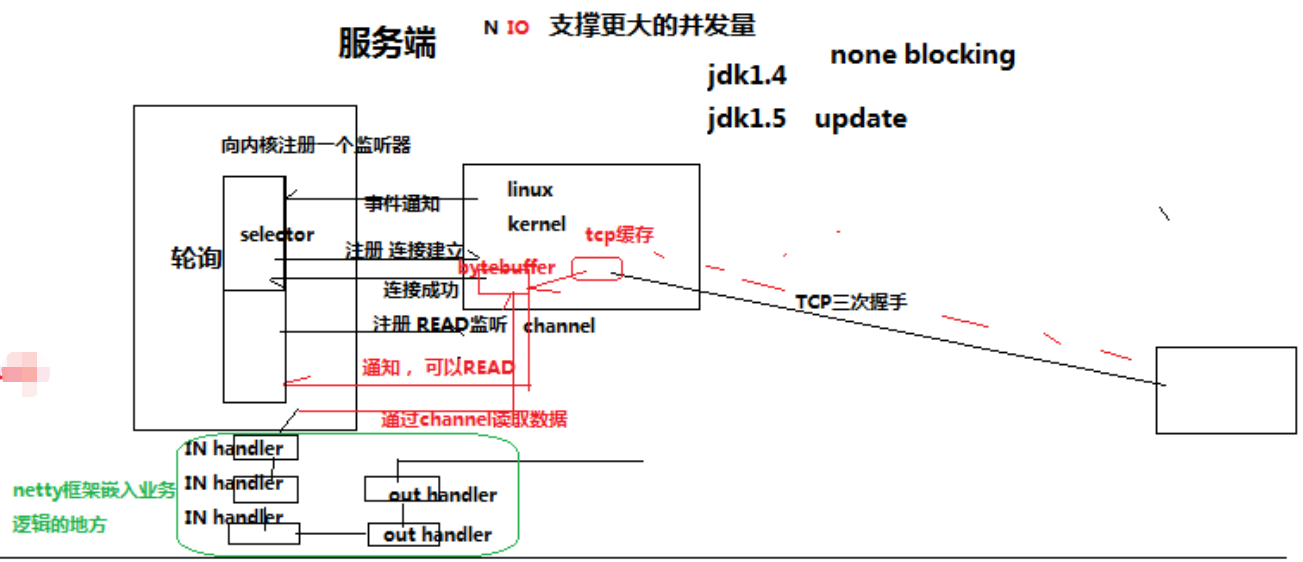 服务端
N IO 支撑更大的并发量
none blocking
jdk1.4
jdk1.5 update
向内核注册一个监听器
linux
事件通知
kernel
selector
tcp缓存
轮询
注册 连接建立
bytebuffer
连接成功
TCP三次握手
注册 READ监听
channel
通知，可以READ
通过channel读取数据
IN handler
IN handler
netty框架嵌入业务
逻辑的地方
out handler
IN handler
out handler